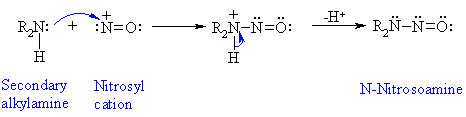 R₂N: + :N⁺=O: ⟶ R₂N⁺-N̈=Ö: -H⁺ ⟶ R₂N̈-N̈=Ö:
H H
Secondary Nitrosyl
alkylamine cation
N-Nitrosoamine